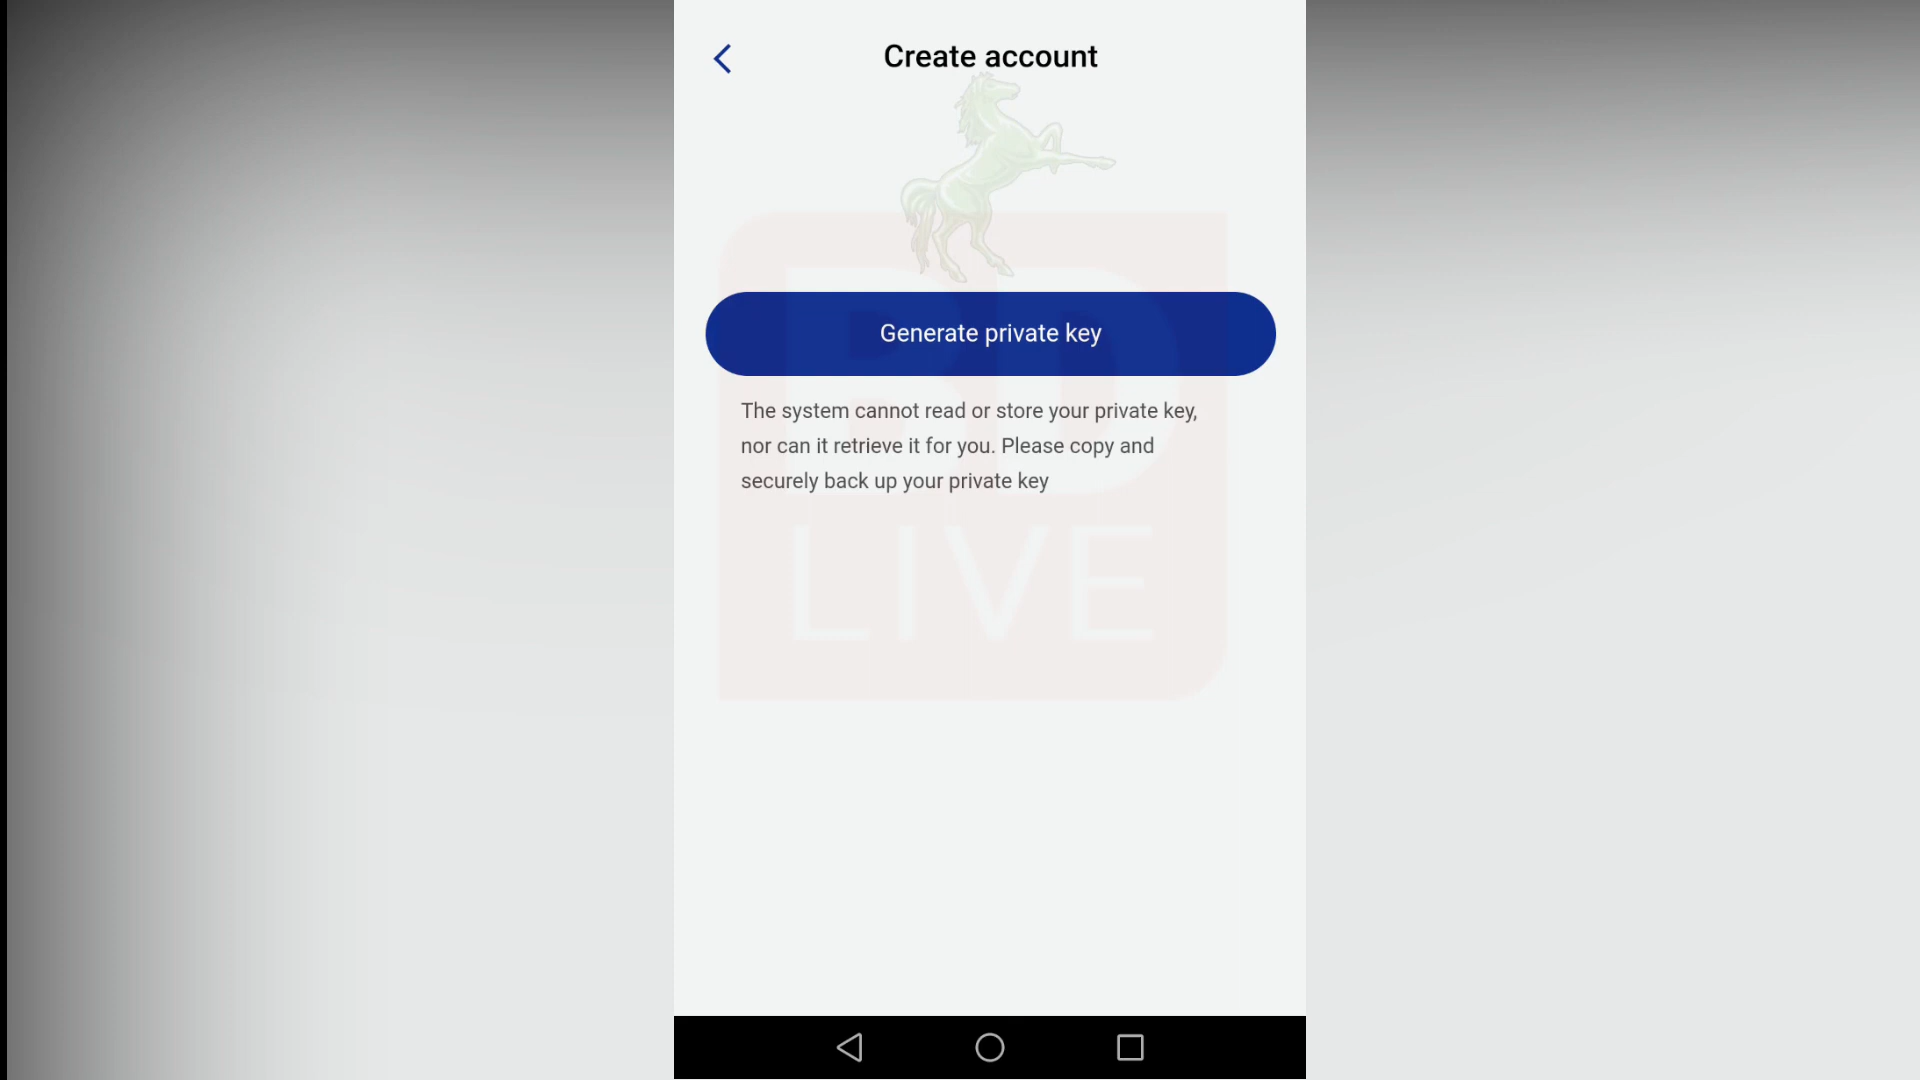 Create account
Generate private key
The system cannot read or store your private key,
nor can it retrieve it for you. Please copy and
securely back up your private key
BD
LIVE